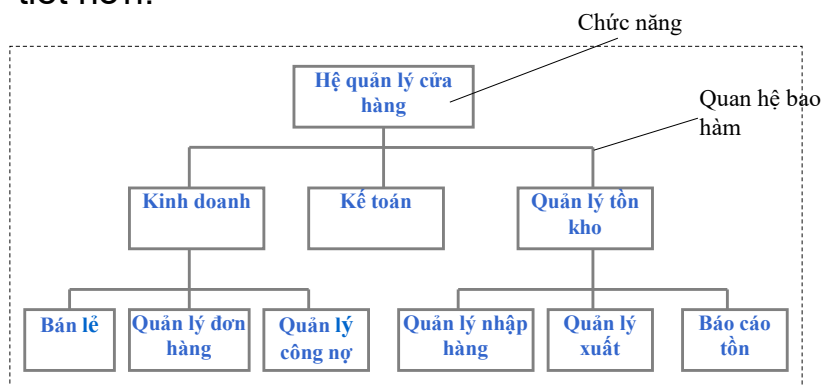 tiết hơn.
Chức năng
Hệ quản lý cửa
hàng
Quan hệ bao
hàm
Kinh doanh
Kế toán
Quản lý tồn
kho
Bán lẻ
Quản lý đơn
hàng
Quản lý
công nợ
Quản lý nhập
hàng
Quản lý
xuất
Báo cáo
tồn